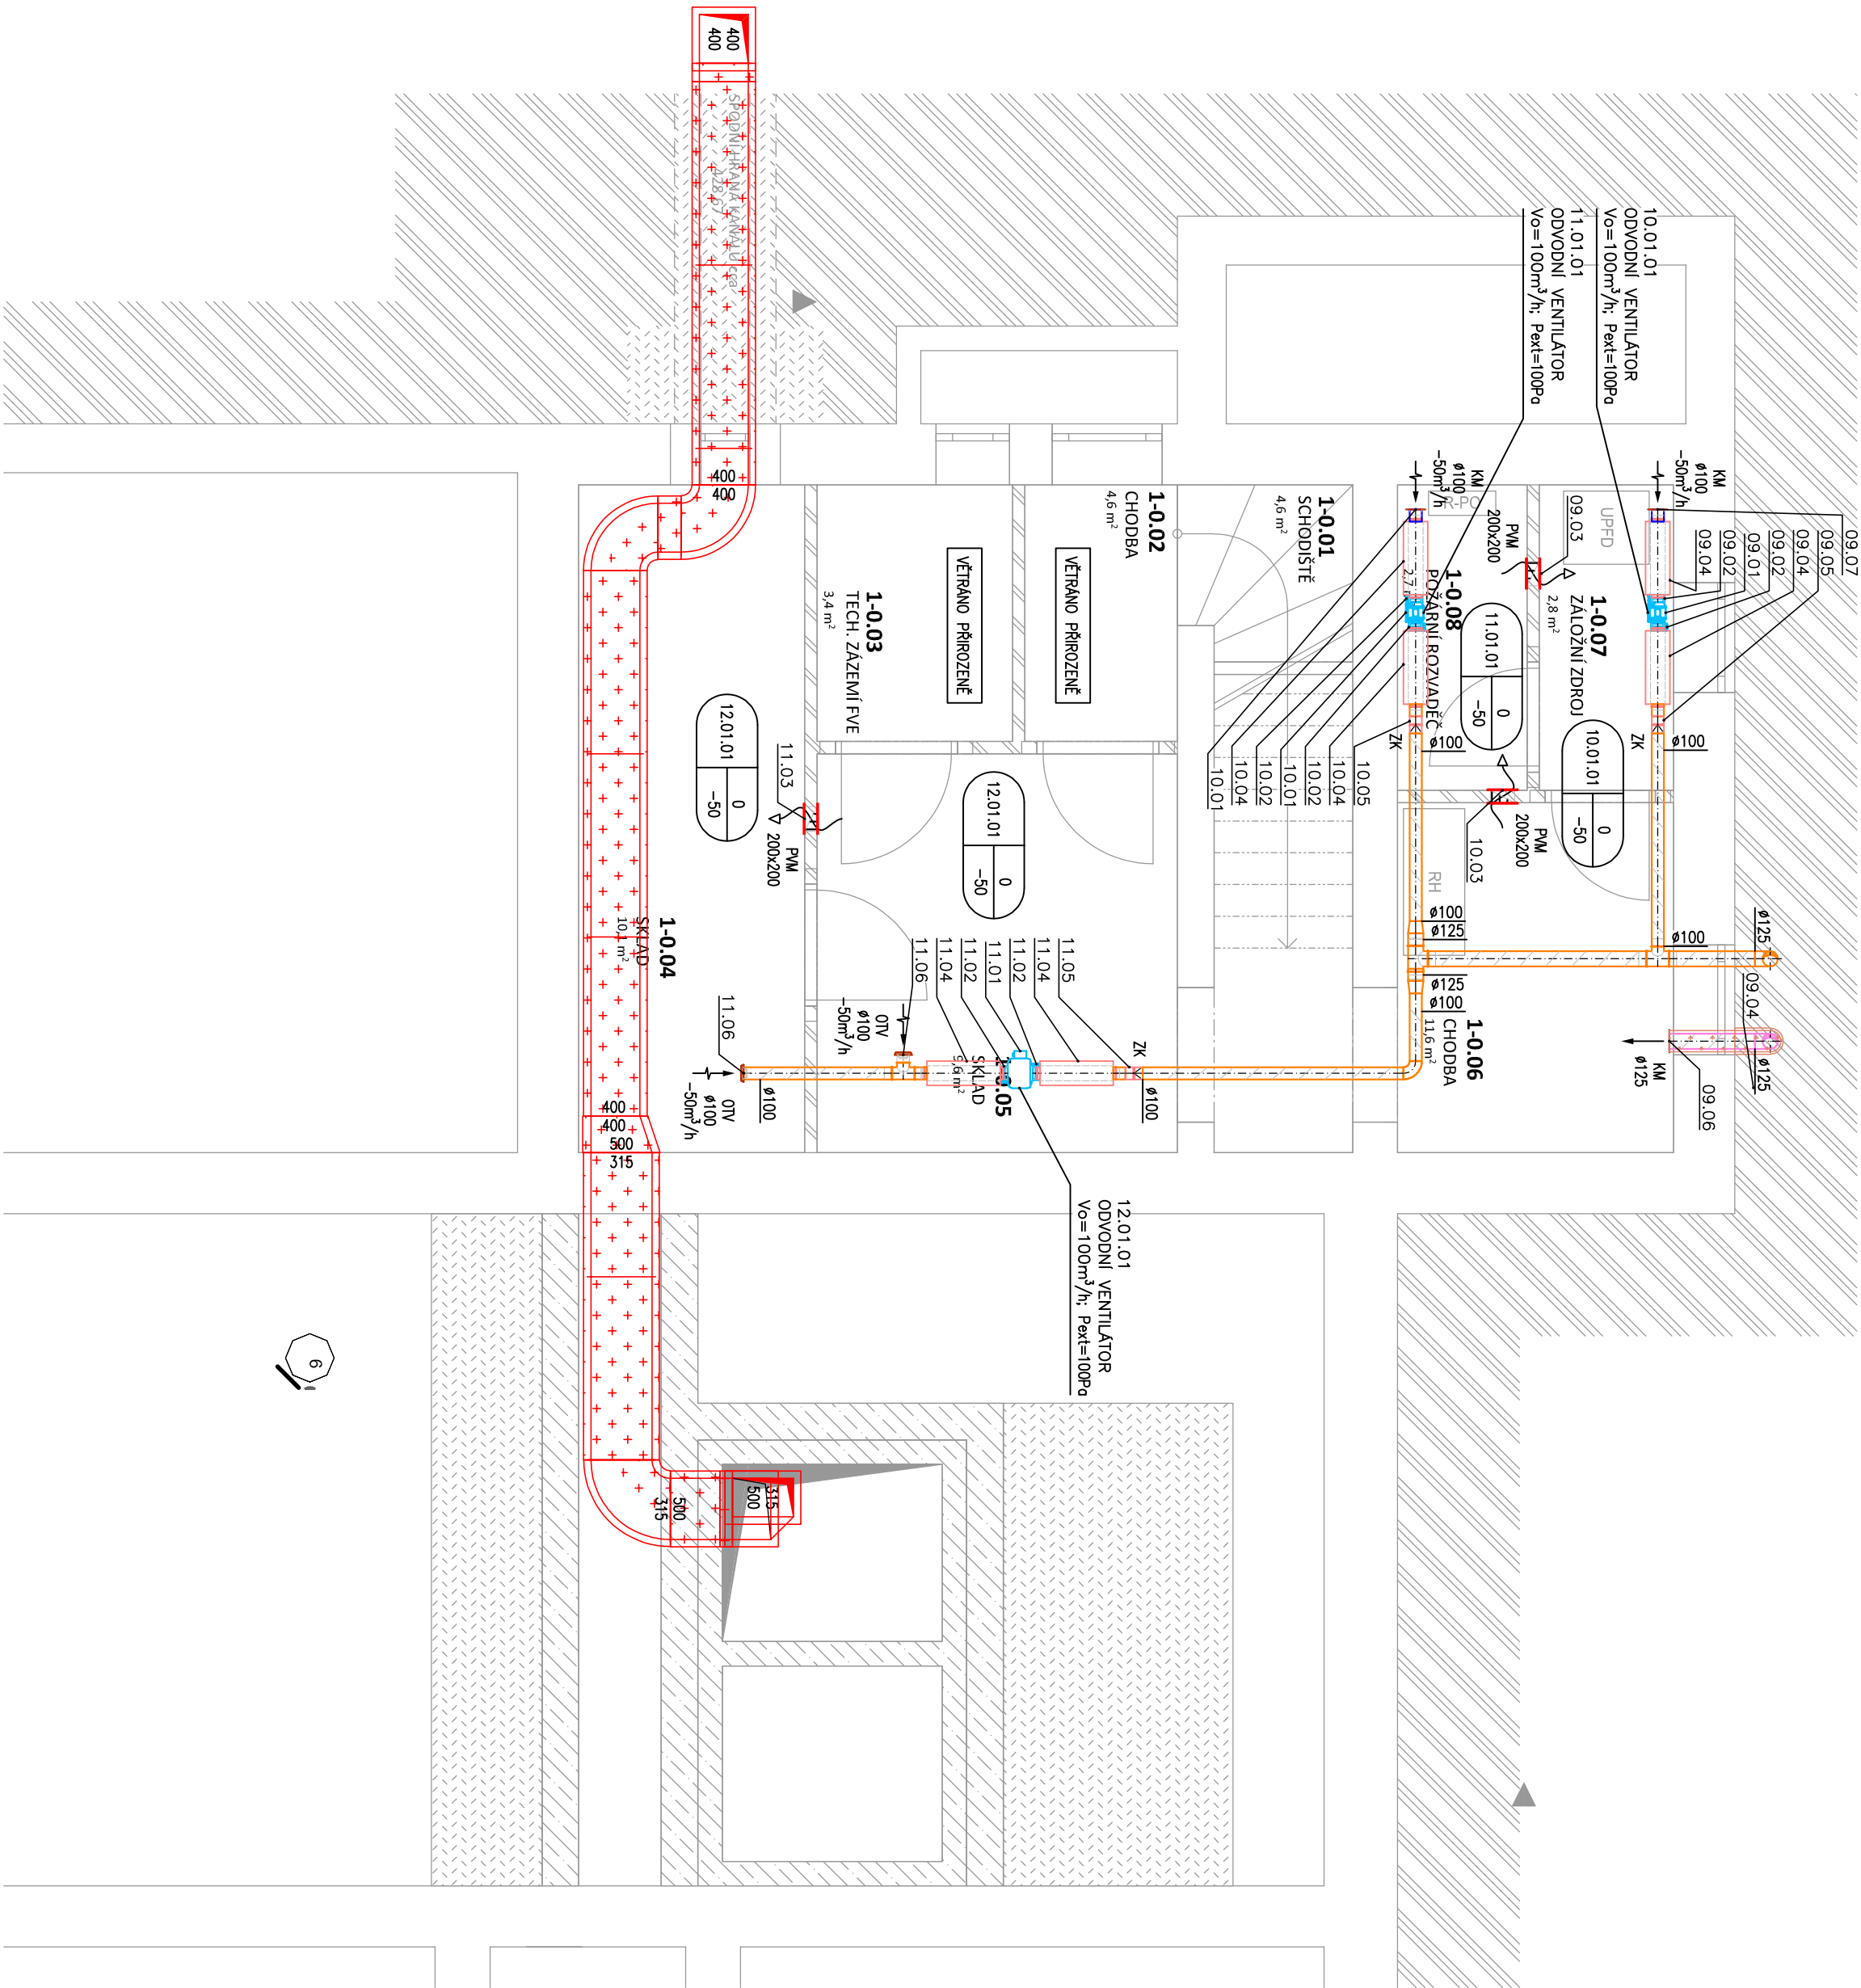 400
400
SPODNÍ HRANA KANÁLU cca
400
400
10.01.01
ODVODNÍ VENTILÁTOR
Vo=100m³/h; Pext=100Pa
11.01.01
ODVODNÍ VENTILÁTOR
Vo=100m³/h; Pext=100Pa
KM
ø100
-50m³/h
KM
ø100
-50m³/h
R-PO
UPFD
PVM
200x200
09.03
09.04
09.02
09.01
09.02
09.04
09.05
09.07
1-0.01
SCHODIŠTĚ
4,6 m²
1-0.02
CHODBA
4,6 m²
VĚTRÁNO PŘIROZENĚ
VĚTRÁNO PŘIROZENĚ
1-0.03
TECH. ZÁZEMÍ FVE
3,4 m²
1-0.08
POŽÁRNÍ ROZVADĚČ
1-0.07
ZÁLOŽNÍ ZDROJ
2,8 m²
11.01.01
0
-50
10.01.01
0
-50
12.01.01
0
-50
12.01.01
0
-50
ZK
ø100
ZK
ø100
10.01
10.04
10.02
10.01
10.02
10.04
10.05
11.03
PVM
200x200
10.03
PVM
200x200
RH
ø100
ø125
ø100
ø125
ø125
ø100
09.04
ø125
KM
ø125
09.06
1-0.04
SKLAD
10,1 m²
11.06
11.04
11.02
11.01
11.02
11.04
11.05
11.06
OTV
ø100
-50m³/h
OTV
ø100
-50m³/h
ø100
ZK
ø100
SKLAD
9,6 m²
1-0.06
CHODBA
11,6 m²
400
400
500
315
12.01.01
ODVODNÍ VENTILÁTOR
Vo=100m³/h; Pext=100Pa
6
500
315
315
500